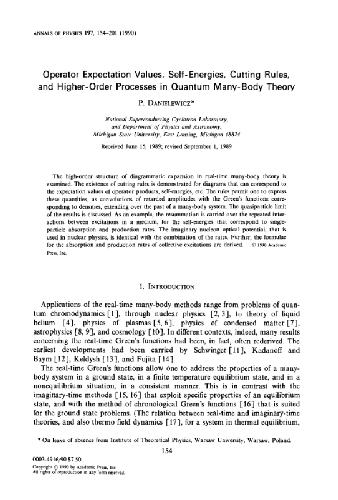 ANNALS OF PHYSICS 197, 154–201 (1990)
Operator Expectation Values, Self-Energies, Cutting Rules,
and Higher-Order Processes in Quantum Many-Body Theory
P. DANIELEWICZ*
National Superconducting Cyclotron Laboratory,
and Department of Physics and Astronomy,
Michigan State University, East Lansing, Michigan 48824
Received June 15, 1989; revised September 1, 1989
The high-order structure of diagrammatic expansion in real-time many-body theory is
examined. The existence of cutting rules is demonstrated for diagrams that can correspond to
the expectation values of operator products, self-energies, etc. The rules permit one to express
these quantities, as convolutions of retarded amplitudes with the Green's functions corre-
sponding to densities, extending over the past of a many-body system. The quasiparticle limit
of the results is discussed. As an example, the resummation is carried over the repeated inter-
actions between excitations in a medium, for the self-energies that correspond to single-
particle absorption and production rates. The imaginary nuclear optical potential, that is
used in nuclear physics, is identical with the combination of the rates. Further, the formulae
for the absorption and production rates of collective excitations are derived. © 1990 Academic
Press, Inc.
1. INTRODUCTION
Applications of the real-time many-body methods range from problems of quan-
tum chromodynamics [1], through nuclear physics [2, 3], to theory of liquid
helium [4], physics of plasmas [5, 6], physics of condensed matter [7],
astrophysics [8, 9], and cosmology [10]. In different contexts, indeed, many results
concerning the real-time Green's functions had been, in fact, often rederived. The
earliest developments had been carried by Schwinger [11], Kadanoff and
Baym [12], Keldysh [13], and Fujita [14].
The real-time Green's functions allow one to address the properties of a many-
body system in a ground state, in a finite temperature equilibrium state, and in a
nonequilibrium situation, in a consistent manner. This is in contrast with the
imaginary-time methods [15, 16] that exploit specific properties of an equilibrium
state, and with the method of chronological Green's functions [16] that is suited
for the ground state problems. (The relation between real-time and imaginary-time
theories, and also thermo field dynamics [17], for a system in thermal equilibrium,
* On leave of absence from Institute of Theoretical Physics, Warsaw University, Warsaw, Poland.
154
Copyright © 1990 by Academic Press, Inc.
All rights of reproduction in any form reserved.